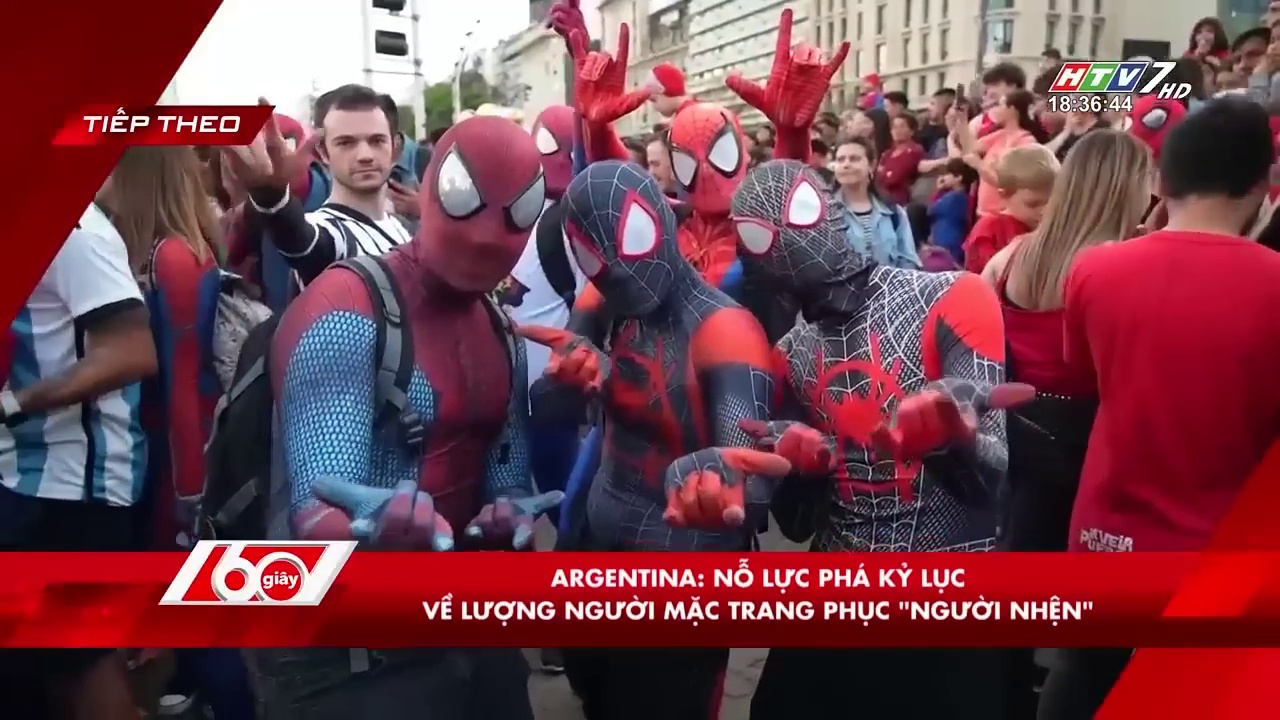 HTV7 HD
18:36:44
TIẾP THEO
60 giây
ARGENTINA: NỖ LỰC PHÁ KỶ LỤC
VỀ LƯỢNG NGƯỜI MẶC TRANG PHỤC "NGƯỜI NHỆN"